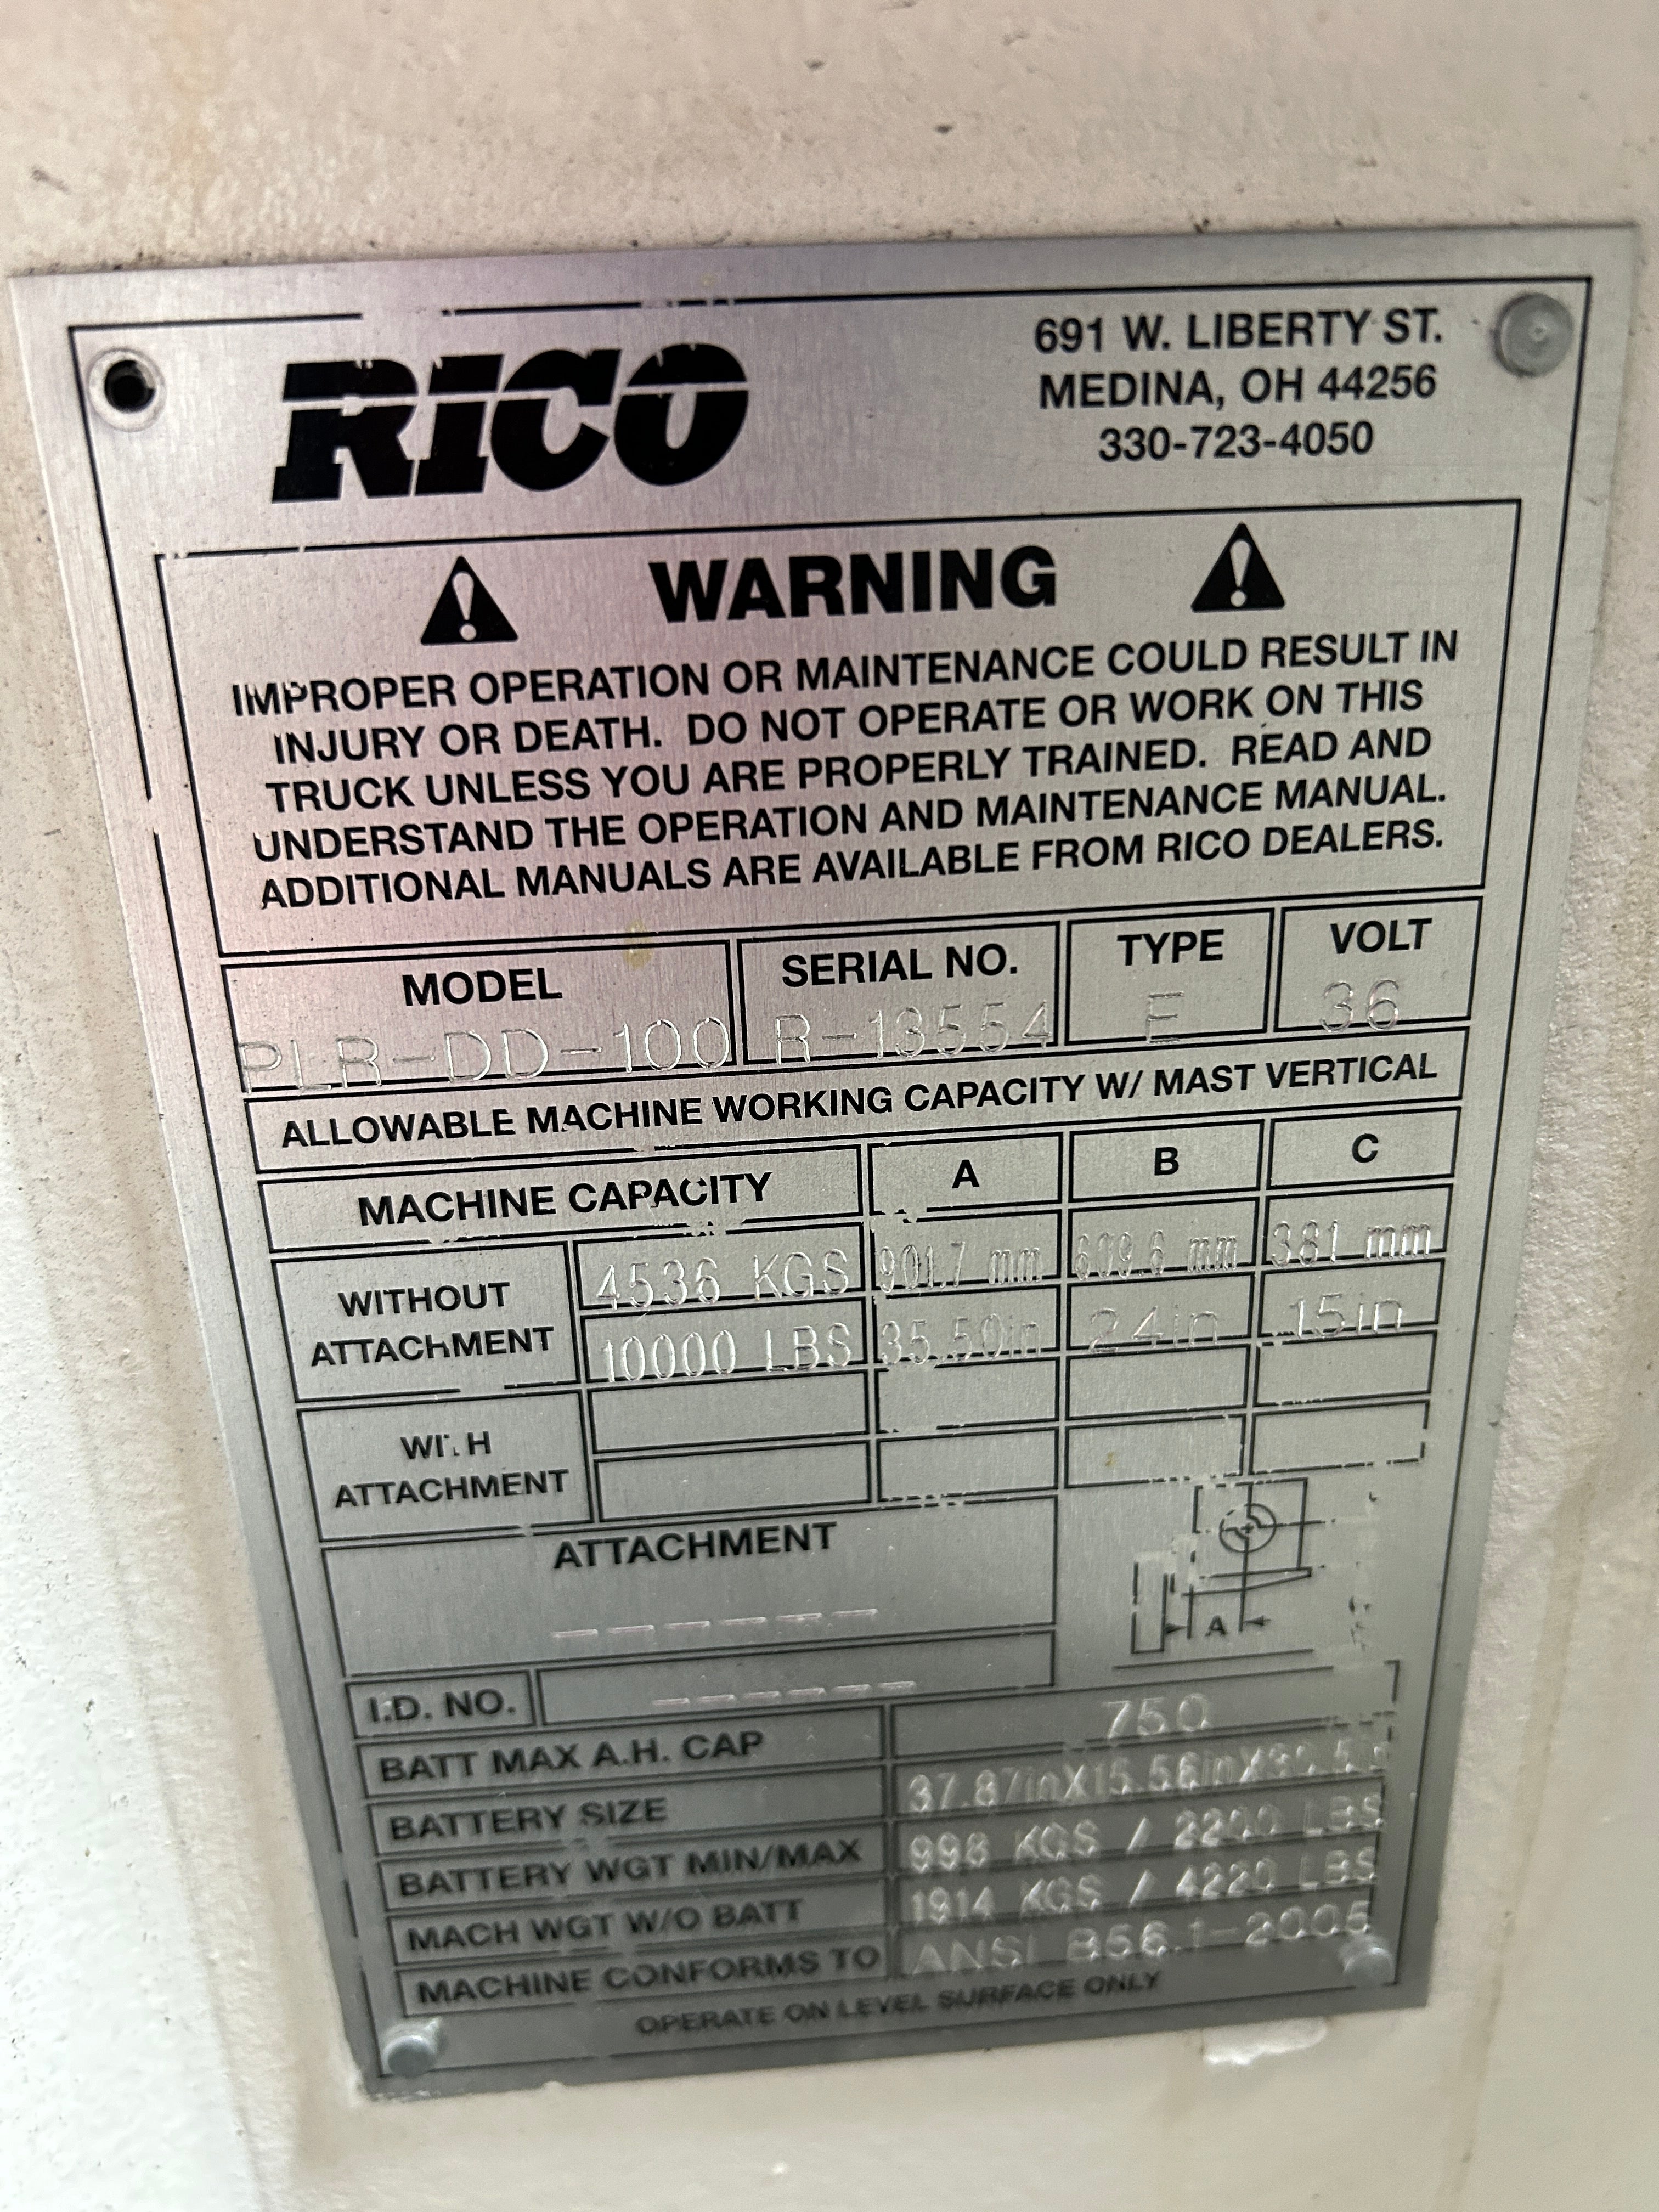 RICO
691 W. LIBERTY ST.
MEDINA, OH 44256
330-723-4050
WARNING
IMPROPER OPERATION OR MAINTENANCE COULD RESULT IN
INJURY OR DEATH. DO NOT OPERATE OR WORK ON THIS
TRUCK UNLESS YOU ARE PROPERLY TRAINED. READ AND
UNDERSTAND THE OPERATION AND MAINTENANCE MANUAL.
ADDITIONAL MANUALS ARE AVAILABLE FROM RICO DEALERS.
MODEL SERIAL NO. TYPE VOLT
PLR-DD-100 R-13554 E 36
ALLOWABLE MACHINE WORKING CAPACITY W/ MAST VERTICAL
MACHINE CAPACITY A B C
WITHOUT ATTACHMENT
4536 KGS 901.7 mm 609.6 mm 381 mm
10000 LBS 35.50in 24in 15in
WITH
ATTACHMENT
ATTACHMENT
------
A
I.D. NO. ------
BATT MAX A.H. CAP 750
BATTERY SIZE 37.87inX15.56inX
BATTERY WGT MIN/MAX 998 KGS / 2200 LBS
MACH WGT W/O BATT 1914 KGS / 4220 LBS
MACHINE CONFORMS TO ANSI B56.1-2005
OPERATE ON LEVEL SURFACE ONLY